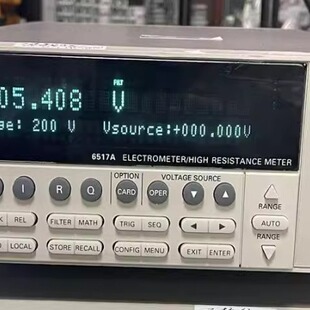 FLT
05.408 V
ge: 200 V Vsource:+000.000V
6517A ELECTROMETER/HIGH RESISTANCE METER
OPTION VOLTAGE SOURCE
I R Q CARD OPER ▼ ▲
RANGE
REL FILTER MATH TRIG SEQ ◀ ▶ AUTO
RANGE
LOCAL STORE RECALL CONFIG MENU EXIT ENTER